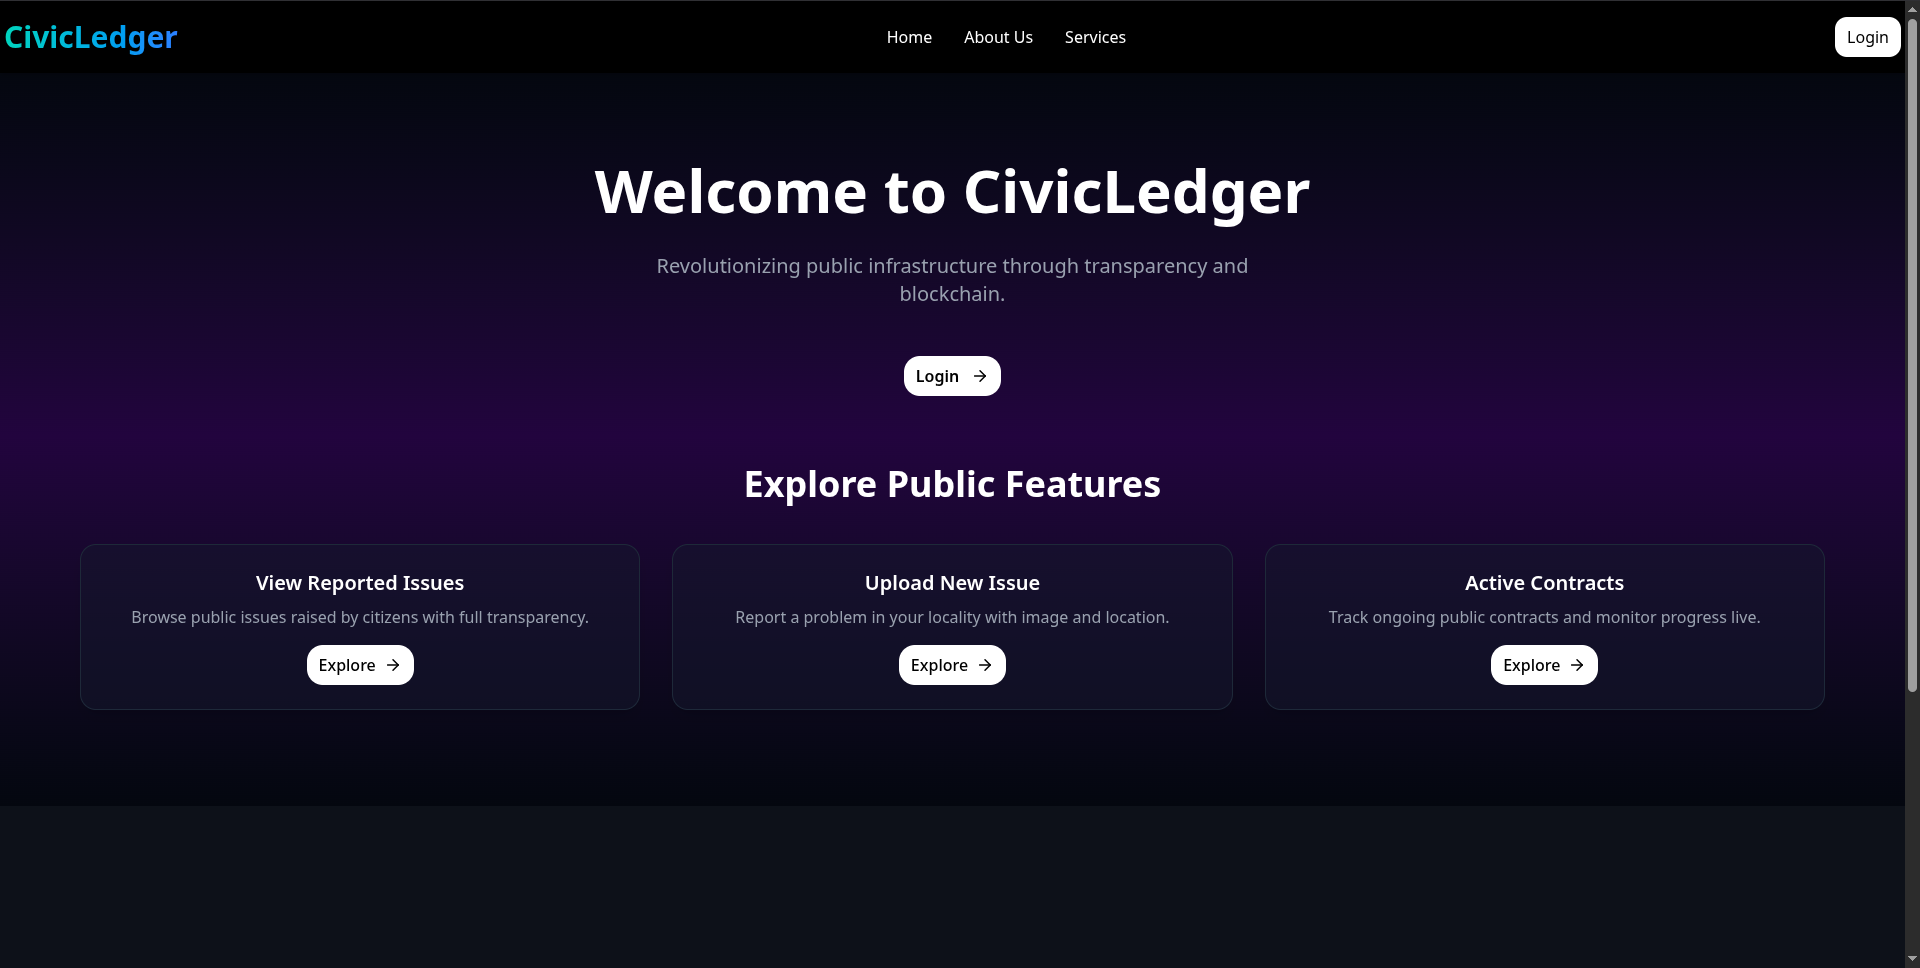 CivicLedger
Home
About Us
Services
Login
Welcome to CivicLedger
Revolutionizing public infrastructure through transparency and
blockchain.
Login
Explore Public Features
View Reported Issues
Browse public issues raised by citizens with full transparency.
Explore
Upload New Issue
Report a problem in your locality with image and location.
Explore
Active Contracts
Track ongoing public contracts and monitor progress live.
Explore